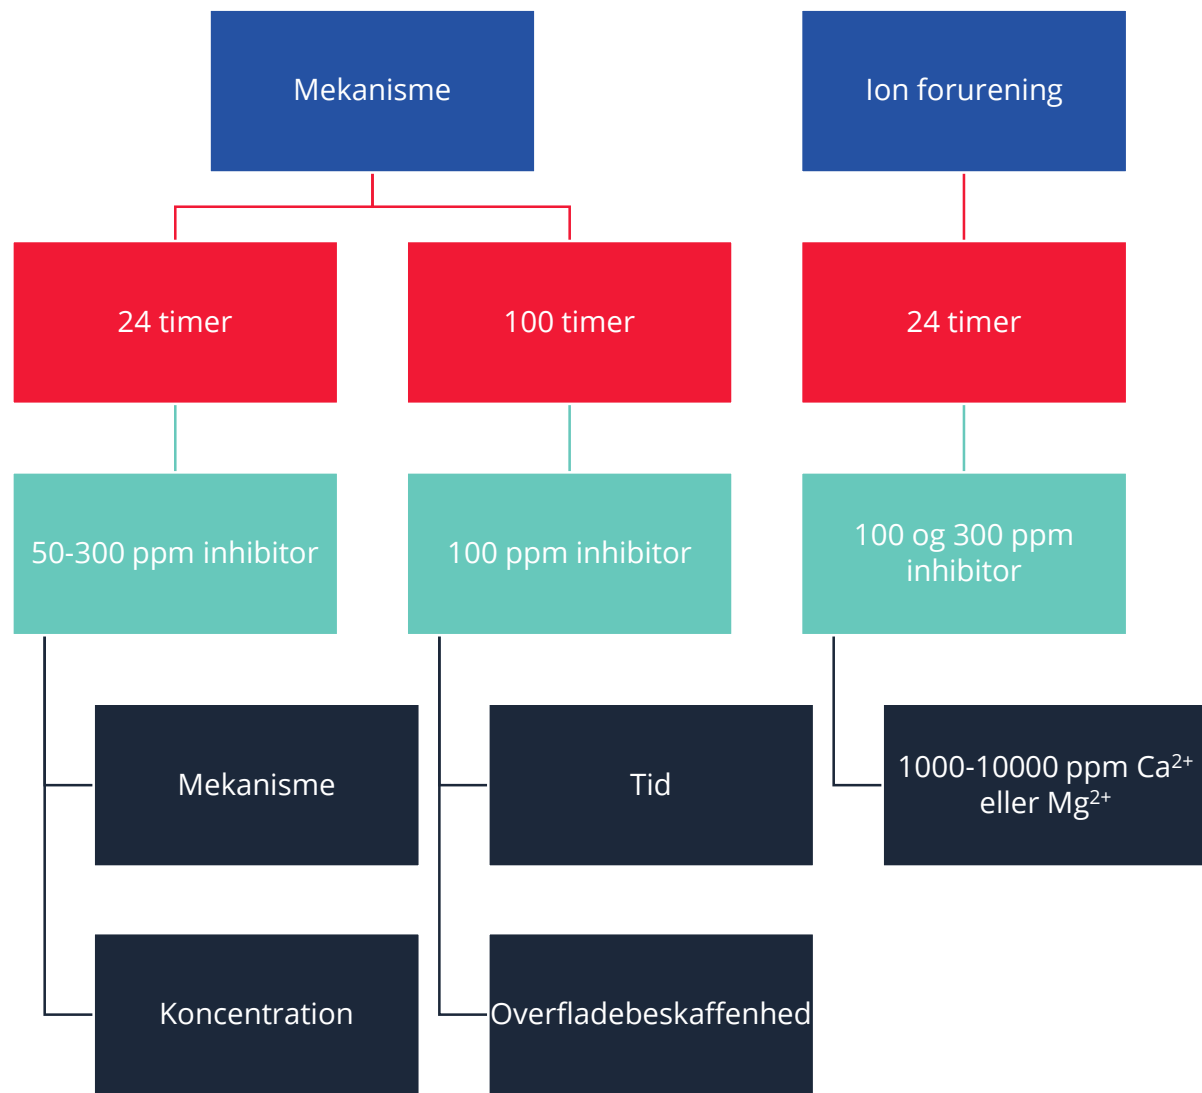 Mekanisme
Ion forurening
24 timer
100 timer
24 timer
50-300 ppm inhibitor
100 ppm inhibitor
100 og 300 ppm
inhibitor
Mekanisme
Tid
1000-10000 ppm Ca²⁺
eller Mg²⁺
Koncentration
Overfladebeskaffenhed